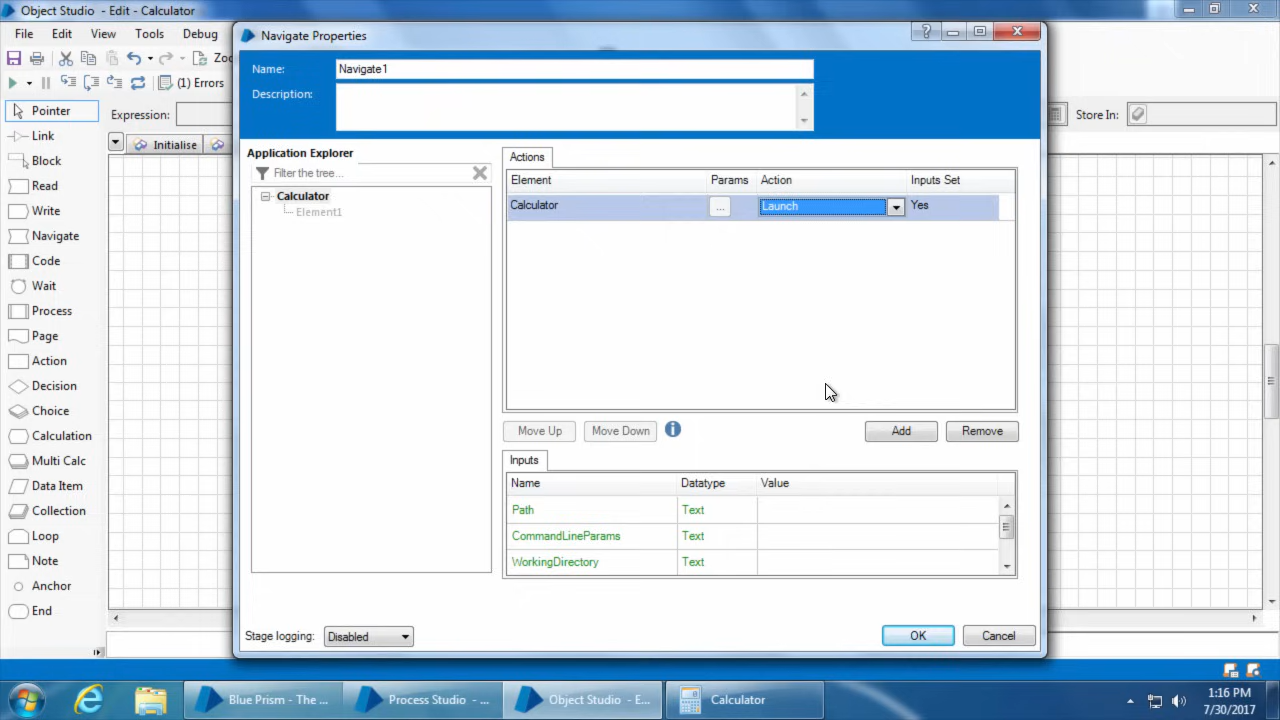 Object Studio - Edit - Calculator
File Edit View Tools Debug
Zoo
(1) Errors
Pointer
Link
Block
Read
Write
Navigate
Code
Wait
Process
Page
Action
Decision
Choice
Calculation
Multi Calc
Data Item
Collection
Loop
Note
Anchor
End
Expression:
Store In:
Initialise
Navigate Properties
Name:
Navigate1
Description:
Application Explorer
Filter the tree...
Calculator
Element1
Actions
Element Params Action Inputs Set
Calculator ... Launch Yes
Move Up Move Down Add Remove
Inputs
Name Datatype Value
Path Text
CommandLineParams Text
WorkingDirectory Text
Stage logging: Disabled
OK Cancel
Blue Prism - The ... Process Studio - ... Object Studio - E... Calculator
1:16 PM
7/30/2017